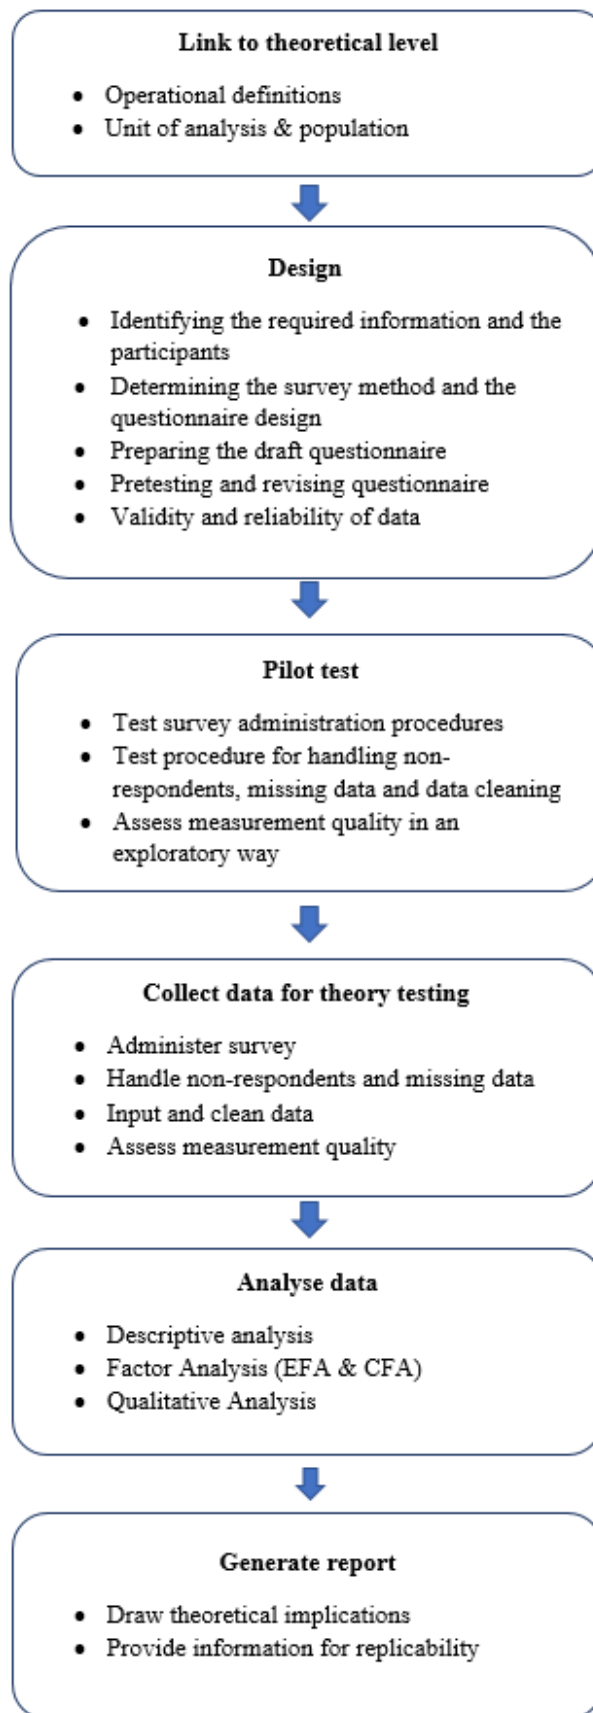 Link to theoretical level
• Operational definitions
• Unit of analysis & population
Design
• Identifying the required information and the
participants
• Determining the survey method and the
questionnaire design
• Preparing the draft questionnaire
• Pretesting and revising questionnaire
• Validity and reliability of data
Pilot test
• Test survey administration procedures
• Test procedure for handling non-
respondents, missing data and data cleaning
• Assess measurement quality in an
exploratory way
Collect data for theory testing
• Administer survey
• Handle non-respondents and missing data
• Input and clean data
• Assess measurement quality
Analyse data
• Descriptive analysis
• Factor Analysis (EFA & CFA)
• Qualitative Analysis
Generate report
• Draw theoretical implications
• Provide information for replicability